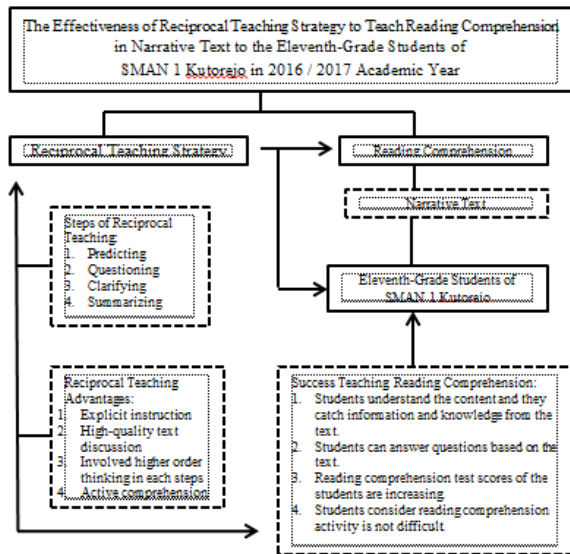 The Effectiveness of Reciprocal Teaching Strategy to Teach Reading Comprehension
in Narrative Text to the Eleventh-Grade Students of
SMAN 1 Kutorejo in 2016 / 2017 Academic Year
Reciprocal Teaching Strategy
Reading Comprehension
Narrative Text
Steps of Reciprocal
Teaching:
1. Predicting
2. Questioning
3. Clarifying
4. Summarizing
Eleventh-Grade Students of
SMAN 1 Kutorejo
Reciprocal Teaching
Advantages:
1 Explicit instruction
2 High-quality text
discussion
3 Involved higher order
thinking in each steps
4 Active comprehension
Success Teaching Reading Comprehension:
1. Students understand the content and they
catch information and knowledge from the
text.
2. Students can answer questions based on the
text.
3. Reading comprehension test scores of the
students are increasing.
4. Students consider reading comprehension
activity is not difficult.